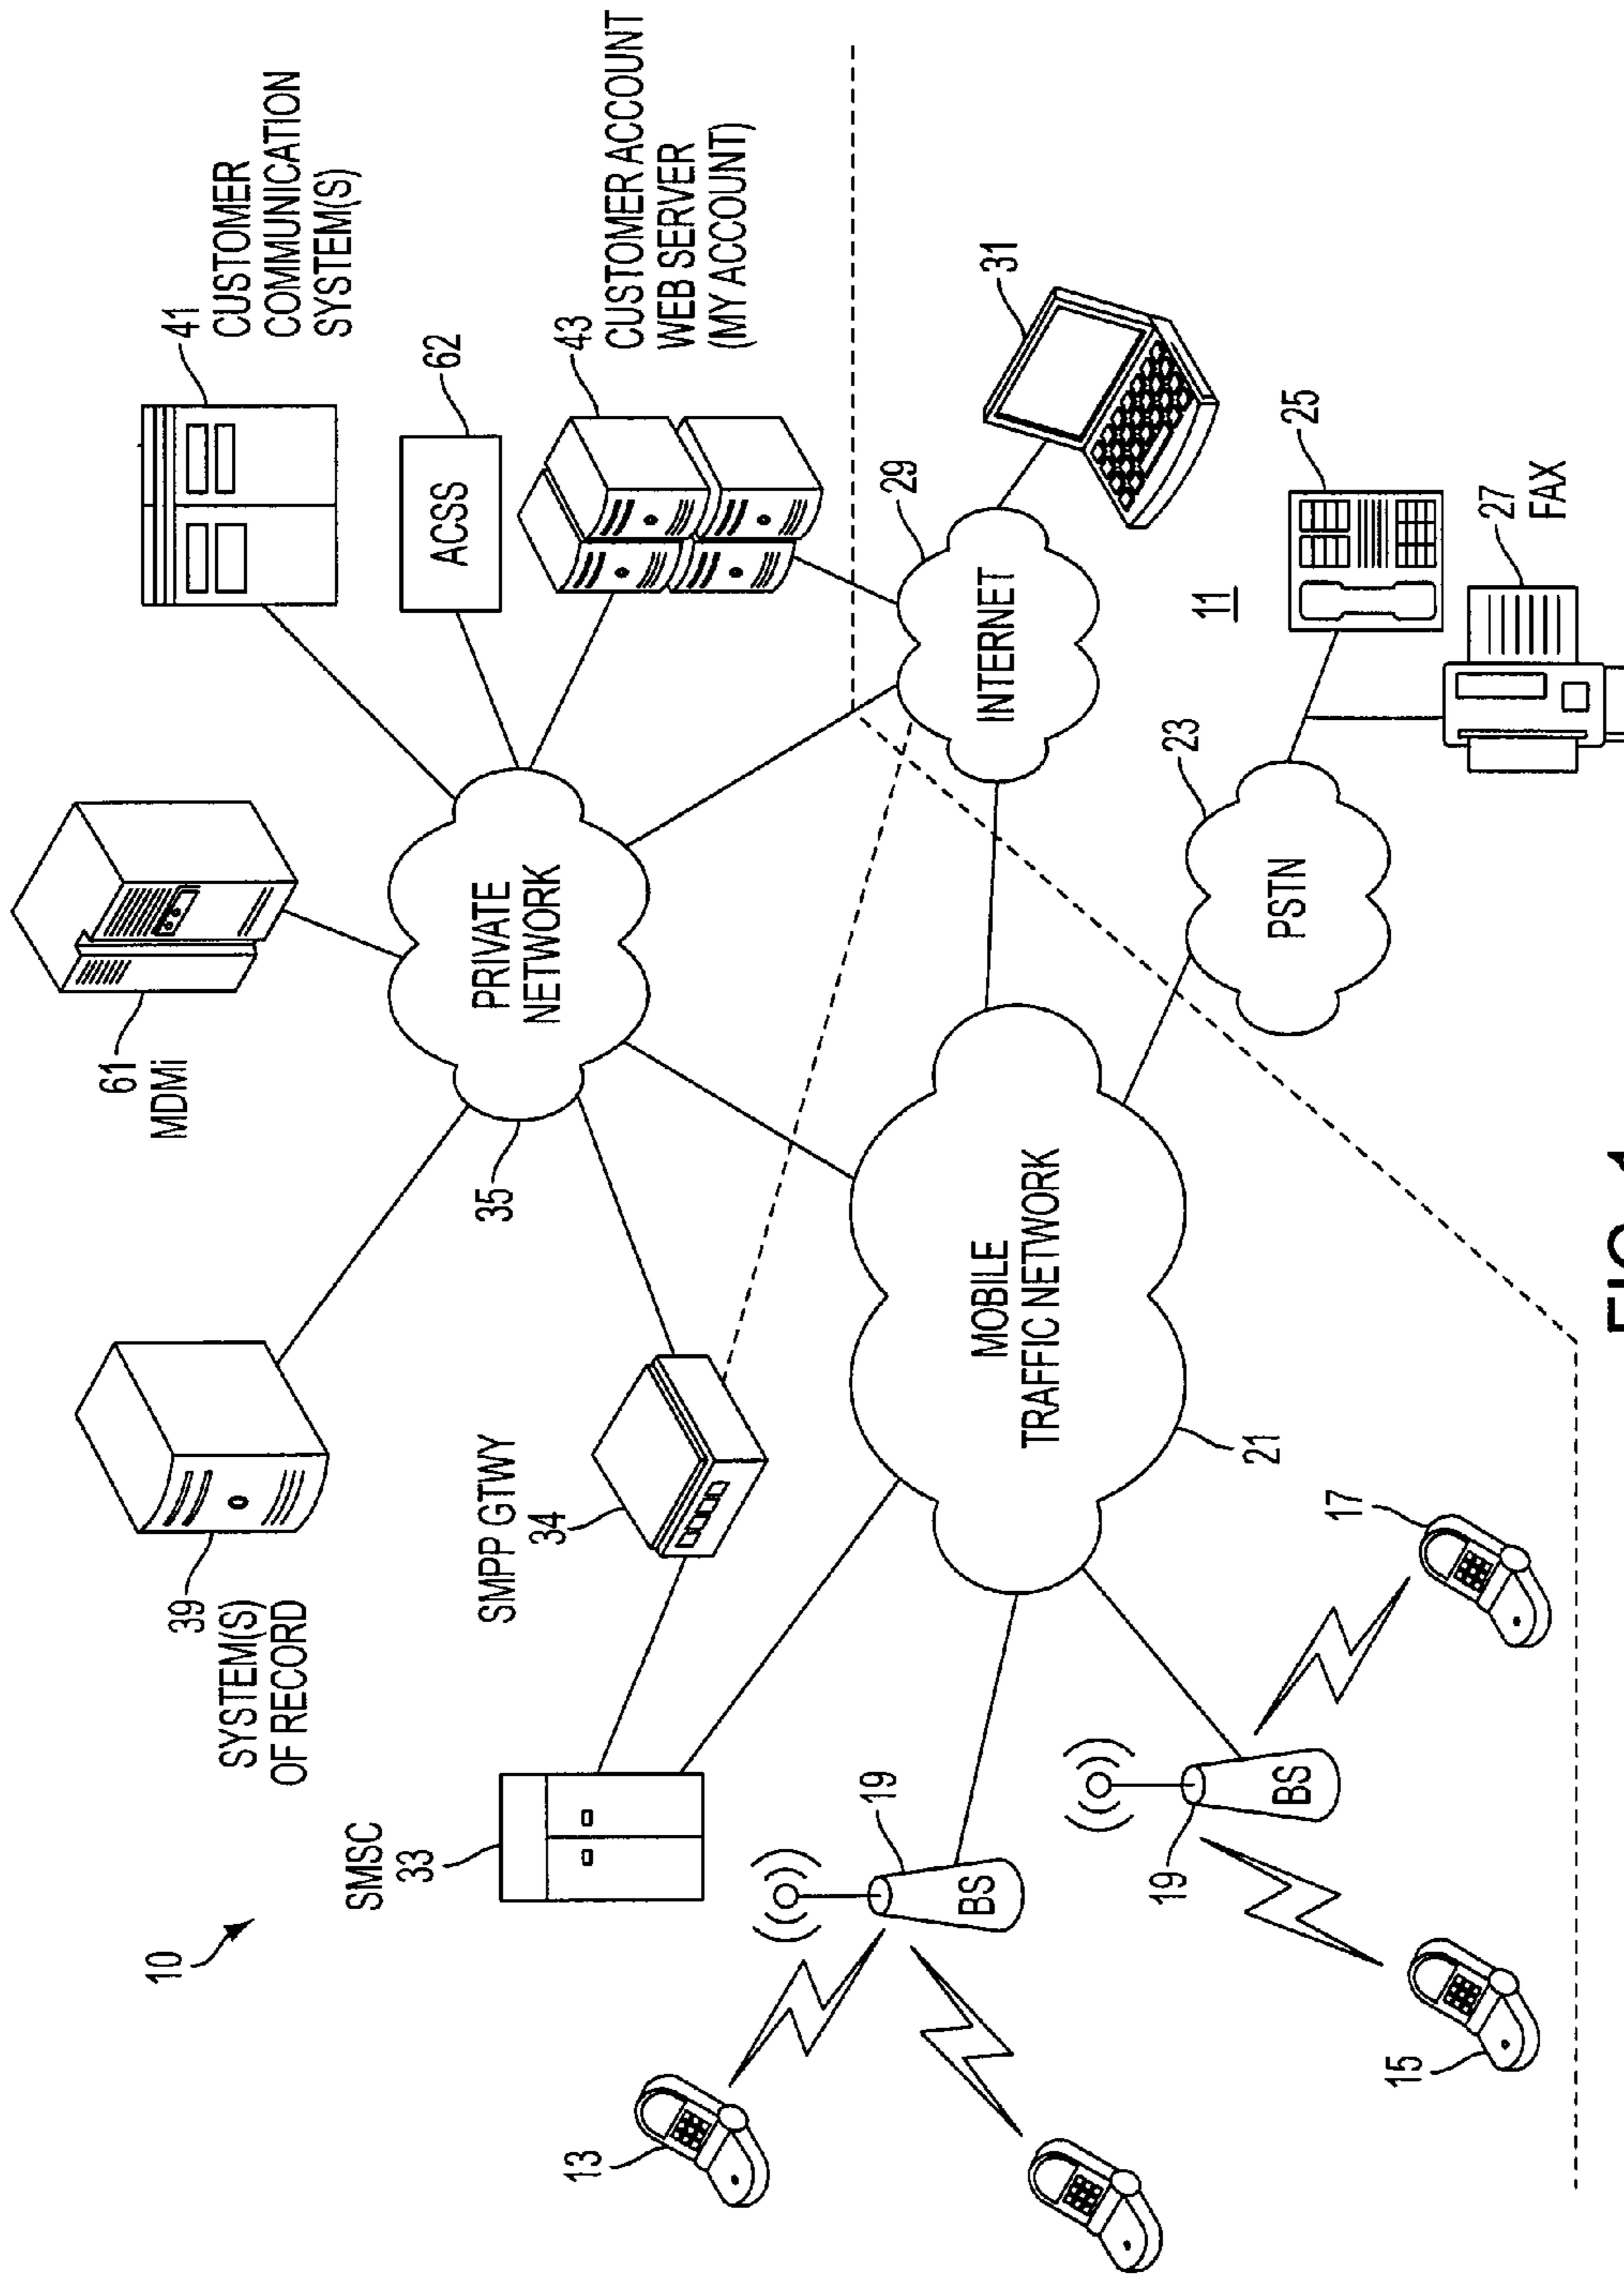 10
39
SYSTEM(S)
OF RECORD
61
MDMi
41
CUSTOMER
COMMUNICATION
SYSTEM(S)
SMSC
33
SMPP GTWY
34
35
PRIVATE
NETWORK
ACSS
62
43
CUSTOMER ACCOUNT
WEB SERVER
(MY ACCOUNT)
13
19
BS
MOBILE
TRAFFIC NETWORK
21
INTERNET
29
31
19
BS
15
17
PSTN
23
11
25
27
FAX
FIG. 1